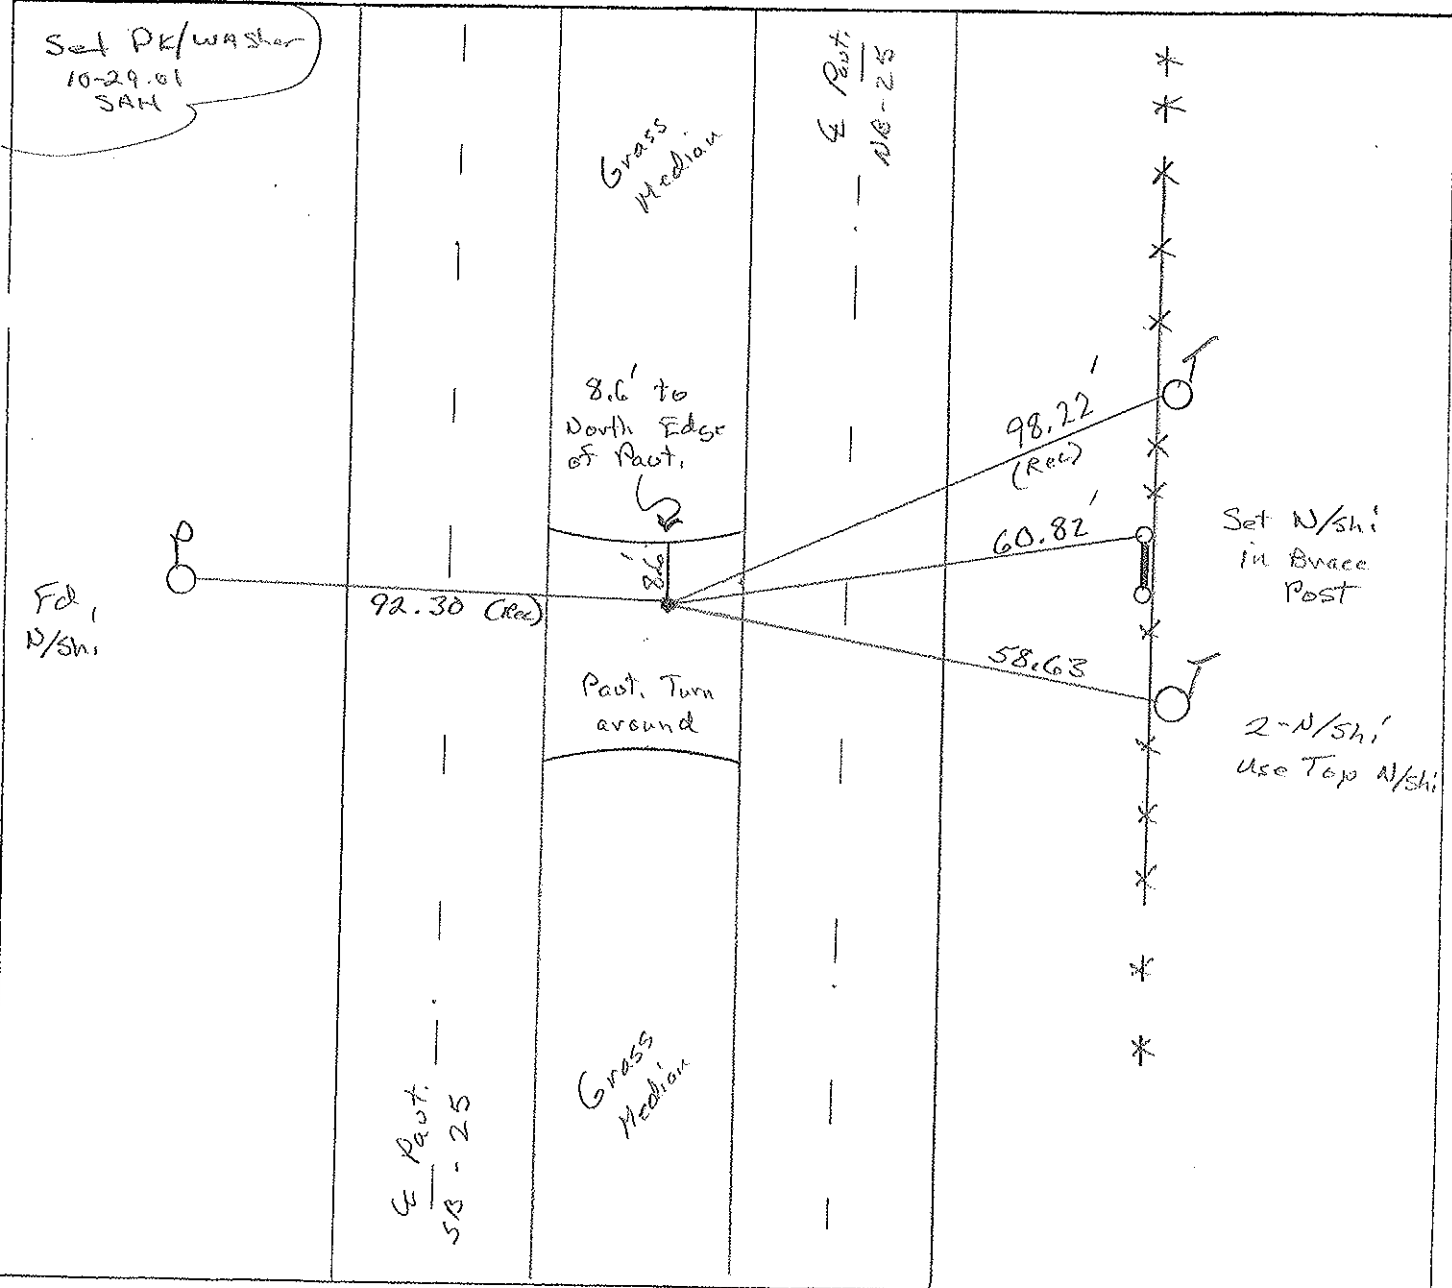 Set PK/WAsher
10-29.01
SAH
℄ Pavt.
NB-25
Grass
Median
8.6' to
North Edge
of Pavt.
98.22'
(Rec)
60.82'
8.6'
Set N/shi
in Brace
Post
P
Fd,
N/shi
92.30 (Rec)
58.63
Pavt. Turn
around
2-N/shi
Use Top N/shi
Grass
Median
℄ Pavt.
SB - 25